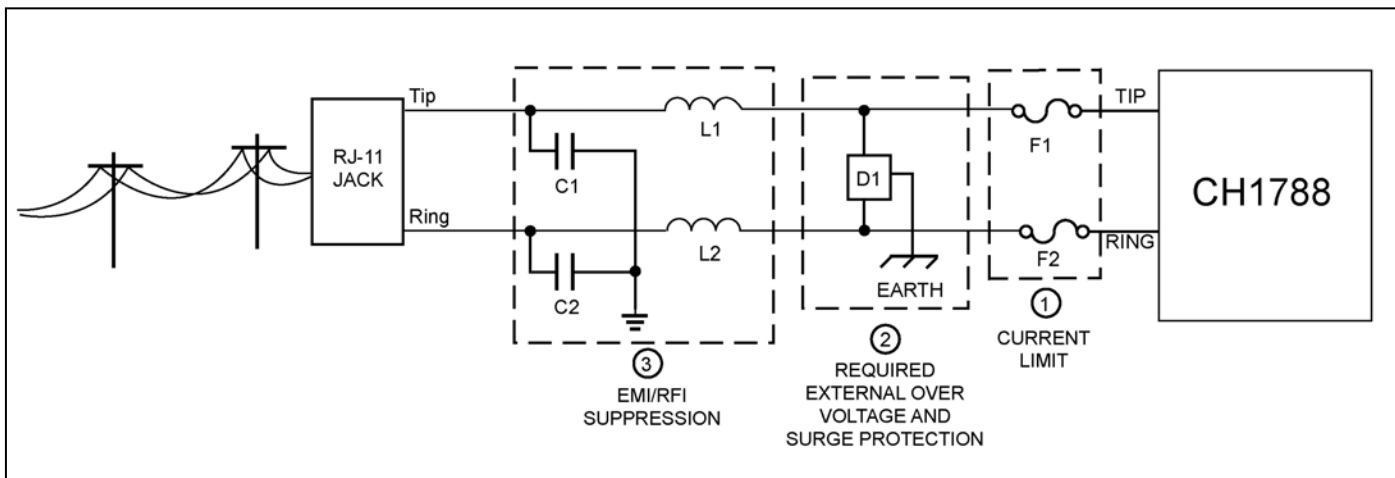 Tip
RJ-11
JACK
Ring
C1
C2
L1
L2
3
EMI/RFI
SUPPRESSION
D1
EARTH
2
REQUIRED
EXTERNAL OVER
VOLTAGE AND
SURGE PROTECTION
F1
F2
1
CURRENT
LIMIT
TIP
RING
CH1788